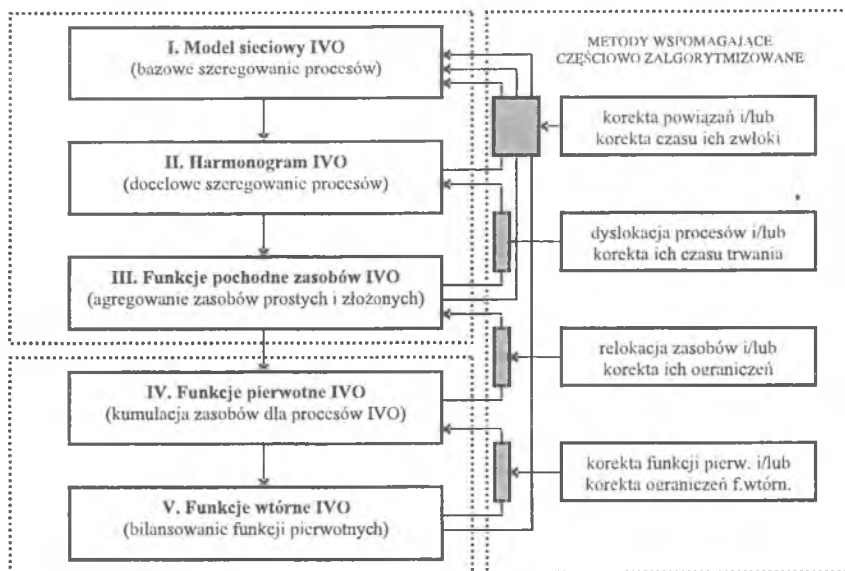 I. Model sieciowy IVO
(bazowe szeregowanie procesów)
II. Harmonogram IVO
(docelowe szeregowanie procesów)
III. Funkcje pochodne zasobów IVO
(agregowanie zasobów prostych i złożonych)
IV. Funkcje pierwotne IVO
(kumulacja zasobów dla procesów IVO)
V. Funkcje wtórne IVO
(bilansowanie funkcji pierwotnych)
METODY WSPOMAGAJĄCE
CZĘŚCIOWO ZALGORYTMIZOWANE
korekta powiązań i/lub
korekta czasu ich zwłoki
dyslokacja procesów i/lub
korekta ich czasu trwania
relokacja zasobów i/lub
korekta ich ograniczeń
korekta funkcji pierw. i/lub
korekta ograniczeń f.wtórn.